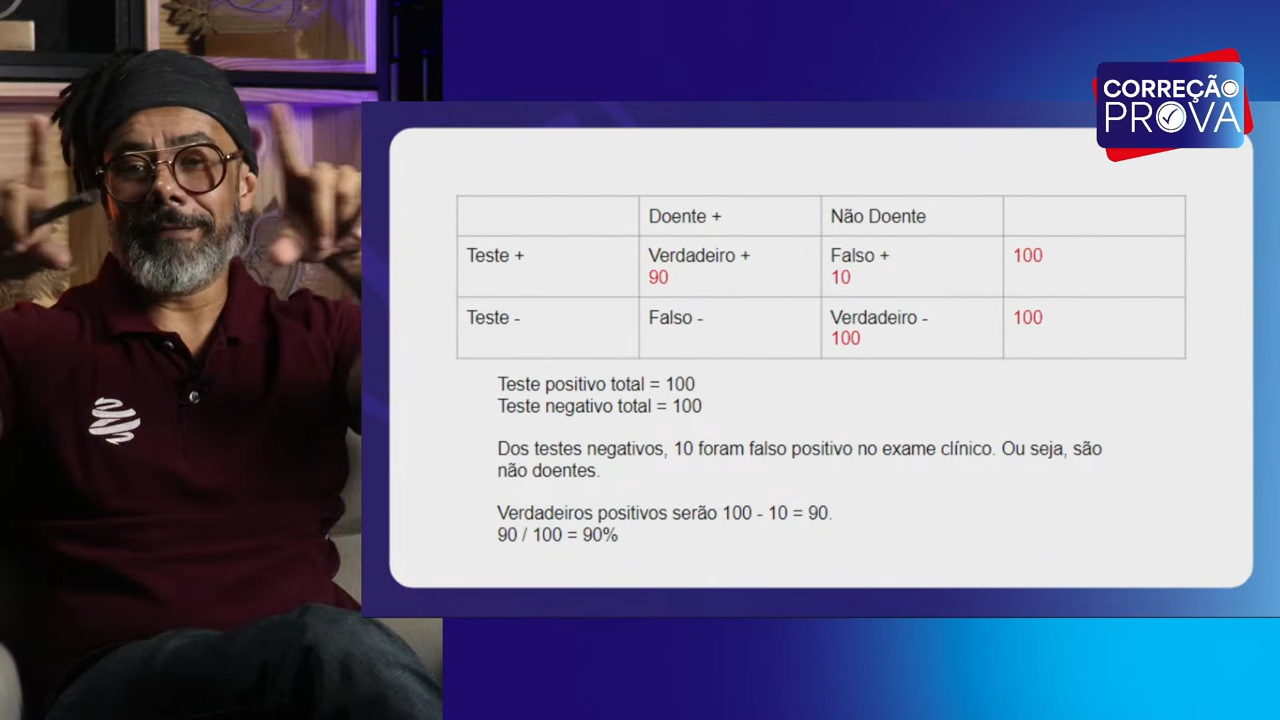 CORREÇÃO
PROVA
Doente +
Não Doente
Teste +
Verdadeiro +
90
Falso +
10
100
Teste -
Falso -
Verdadeiro -
100
100
Teste positivo total = 100
Teste negativo total = 100
Dos testes negativos, 10 foram falso positivo no exame clínico. Ou seja, são
não doentes.
Verdadeiros positivos serão 100 - 10 = 90.
90 / 100 = 90%